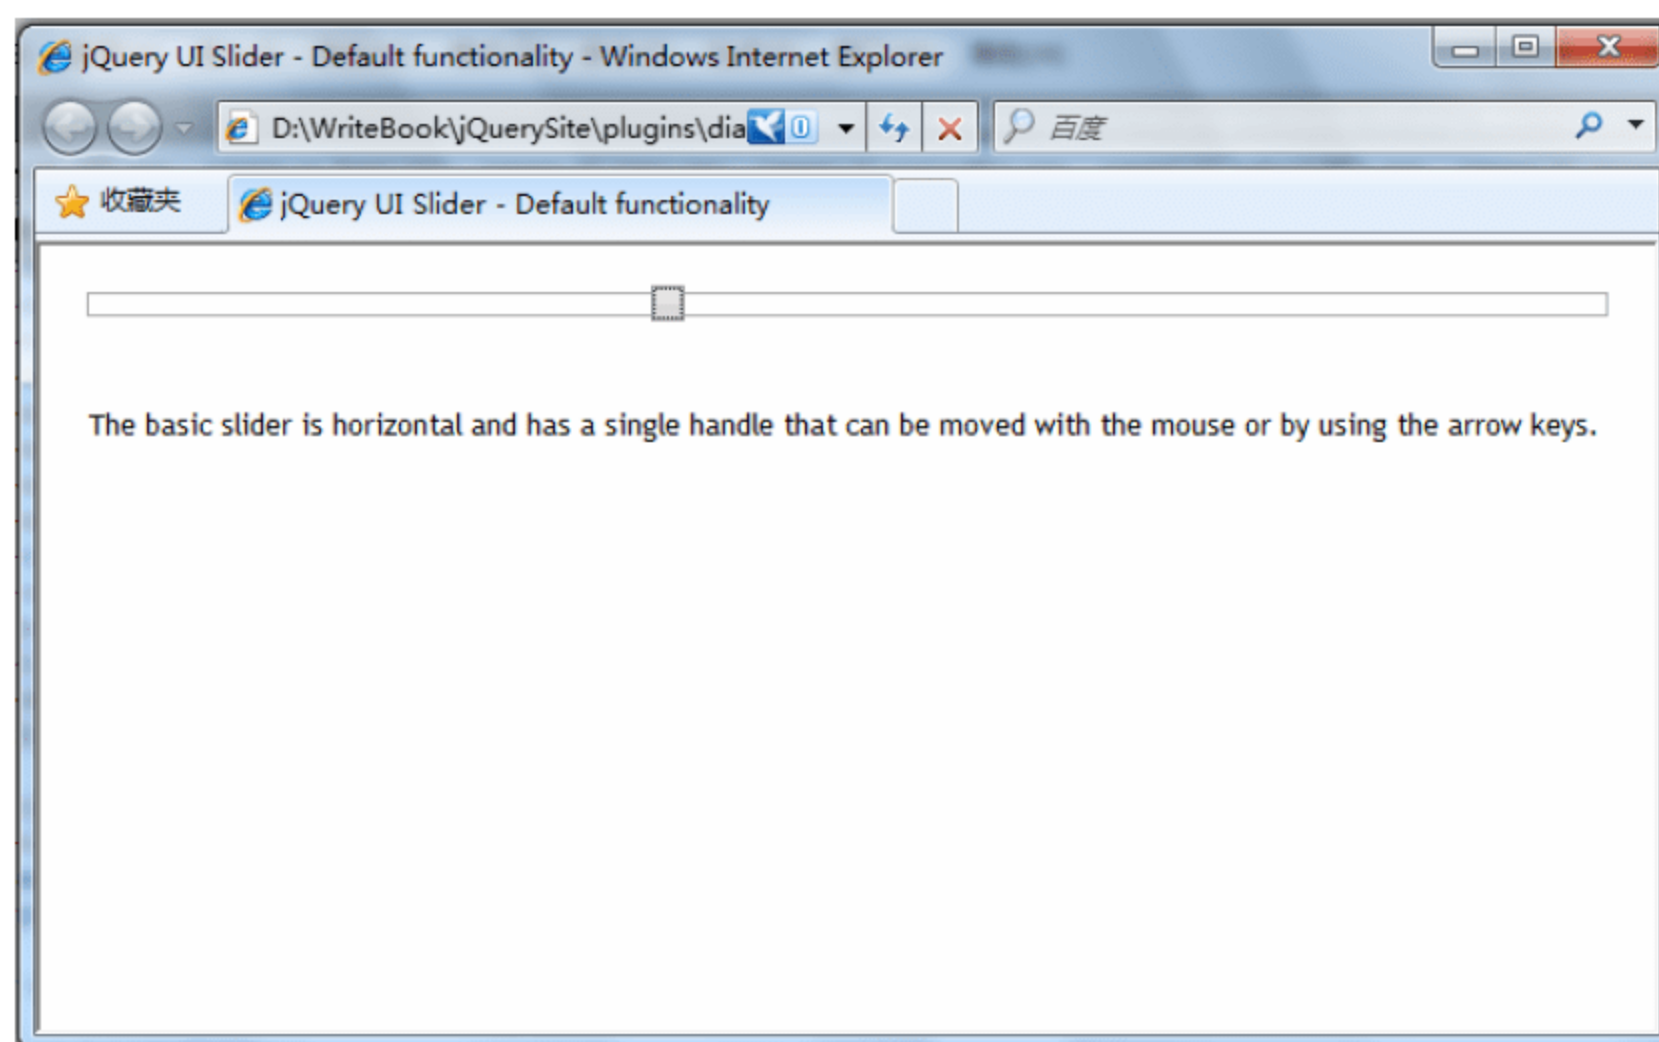 jQuery UI Slider - Default functionality - Windows Internet Explorer
D:\WriteBook\jQuerySite\plugins\dia
百度
收藏夹
jQuery UI Slider - Default functionality
The basic slider is horizontal and has a single handle that can be moved with the mouse or by using the arrow keys.